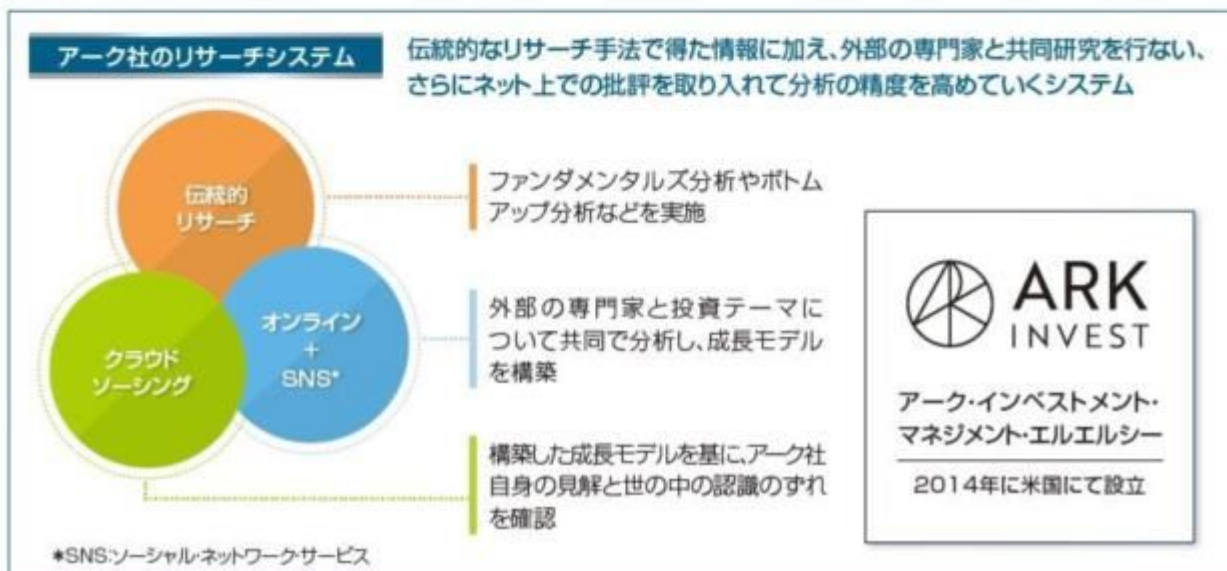 アーク社のリサーチシステム
伝統的なリサーチ手法で得た情報に加え、外部の専門家と共同研究を行ない、
さらにネット上での批評を取り入れて分析の精度を高めていくシステム
伝統的
リサーチ
ファンダメンタルズ分析やボトム
アップ分析などを実施
オンライン
+
SNS*
外部の専門家と投資テーマに
ついて共同で分析し、成長モデル
を構築
クラウド
ソーシング
構築した成長モデルを基に、アーク社
自身の見解と世の中の認識のずれ
を確認
*SNS:ソーシャル・ネットワーク・サービス
ARK
INVEST
アーク・インベストメント・
マネジメント・エルエルシー
2014年に米国にて設立